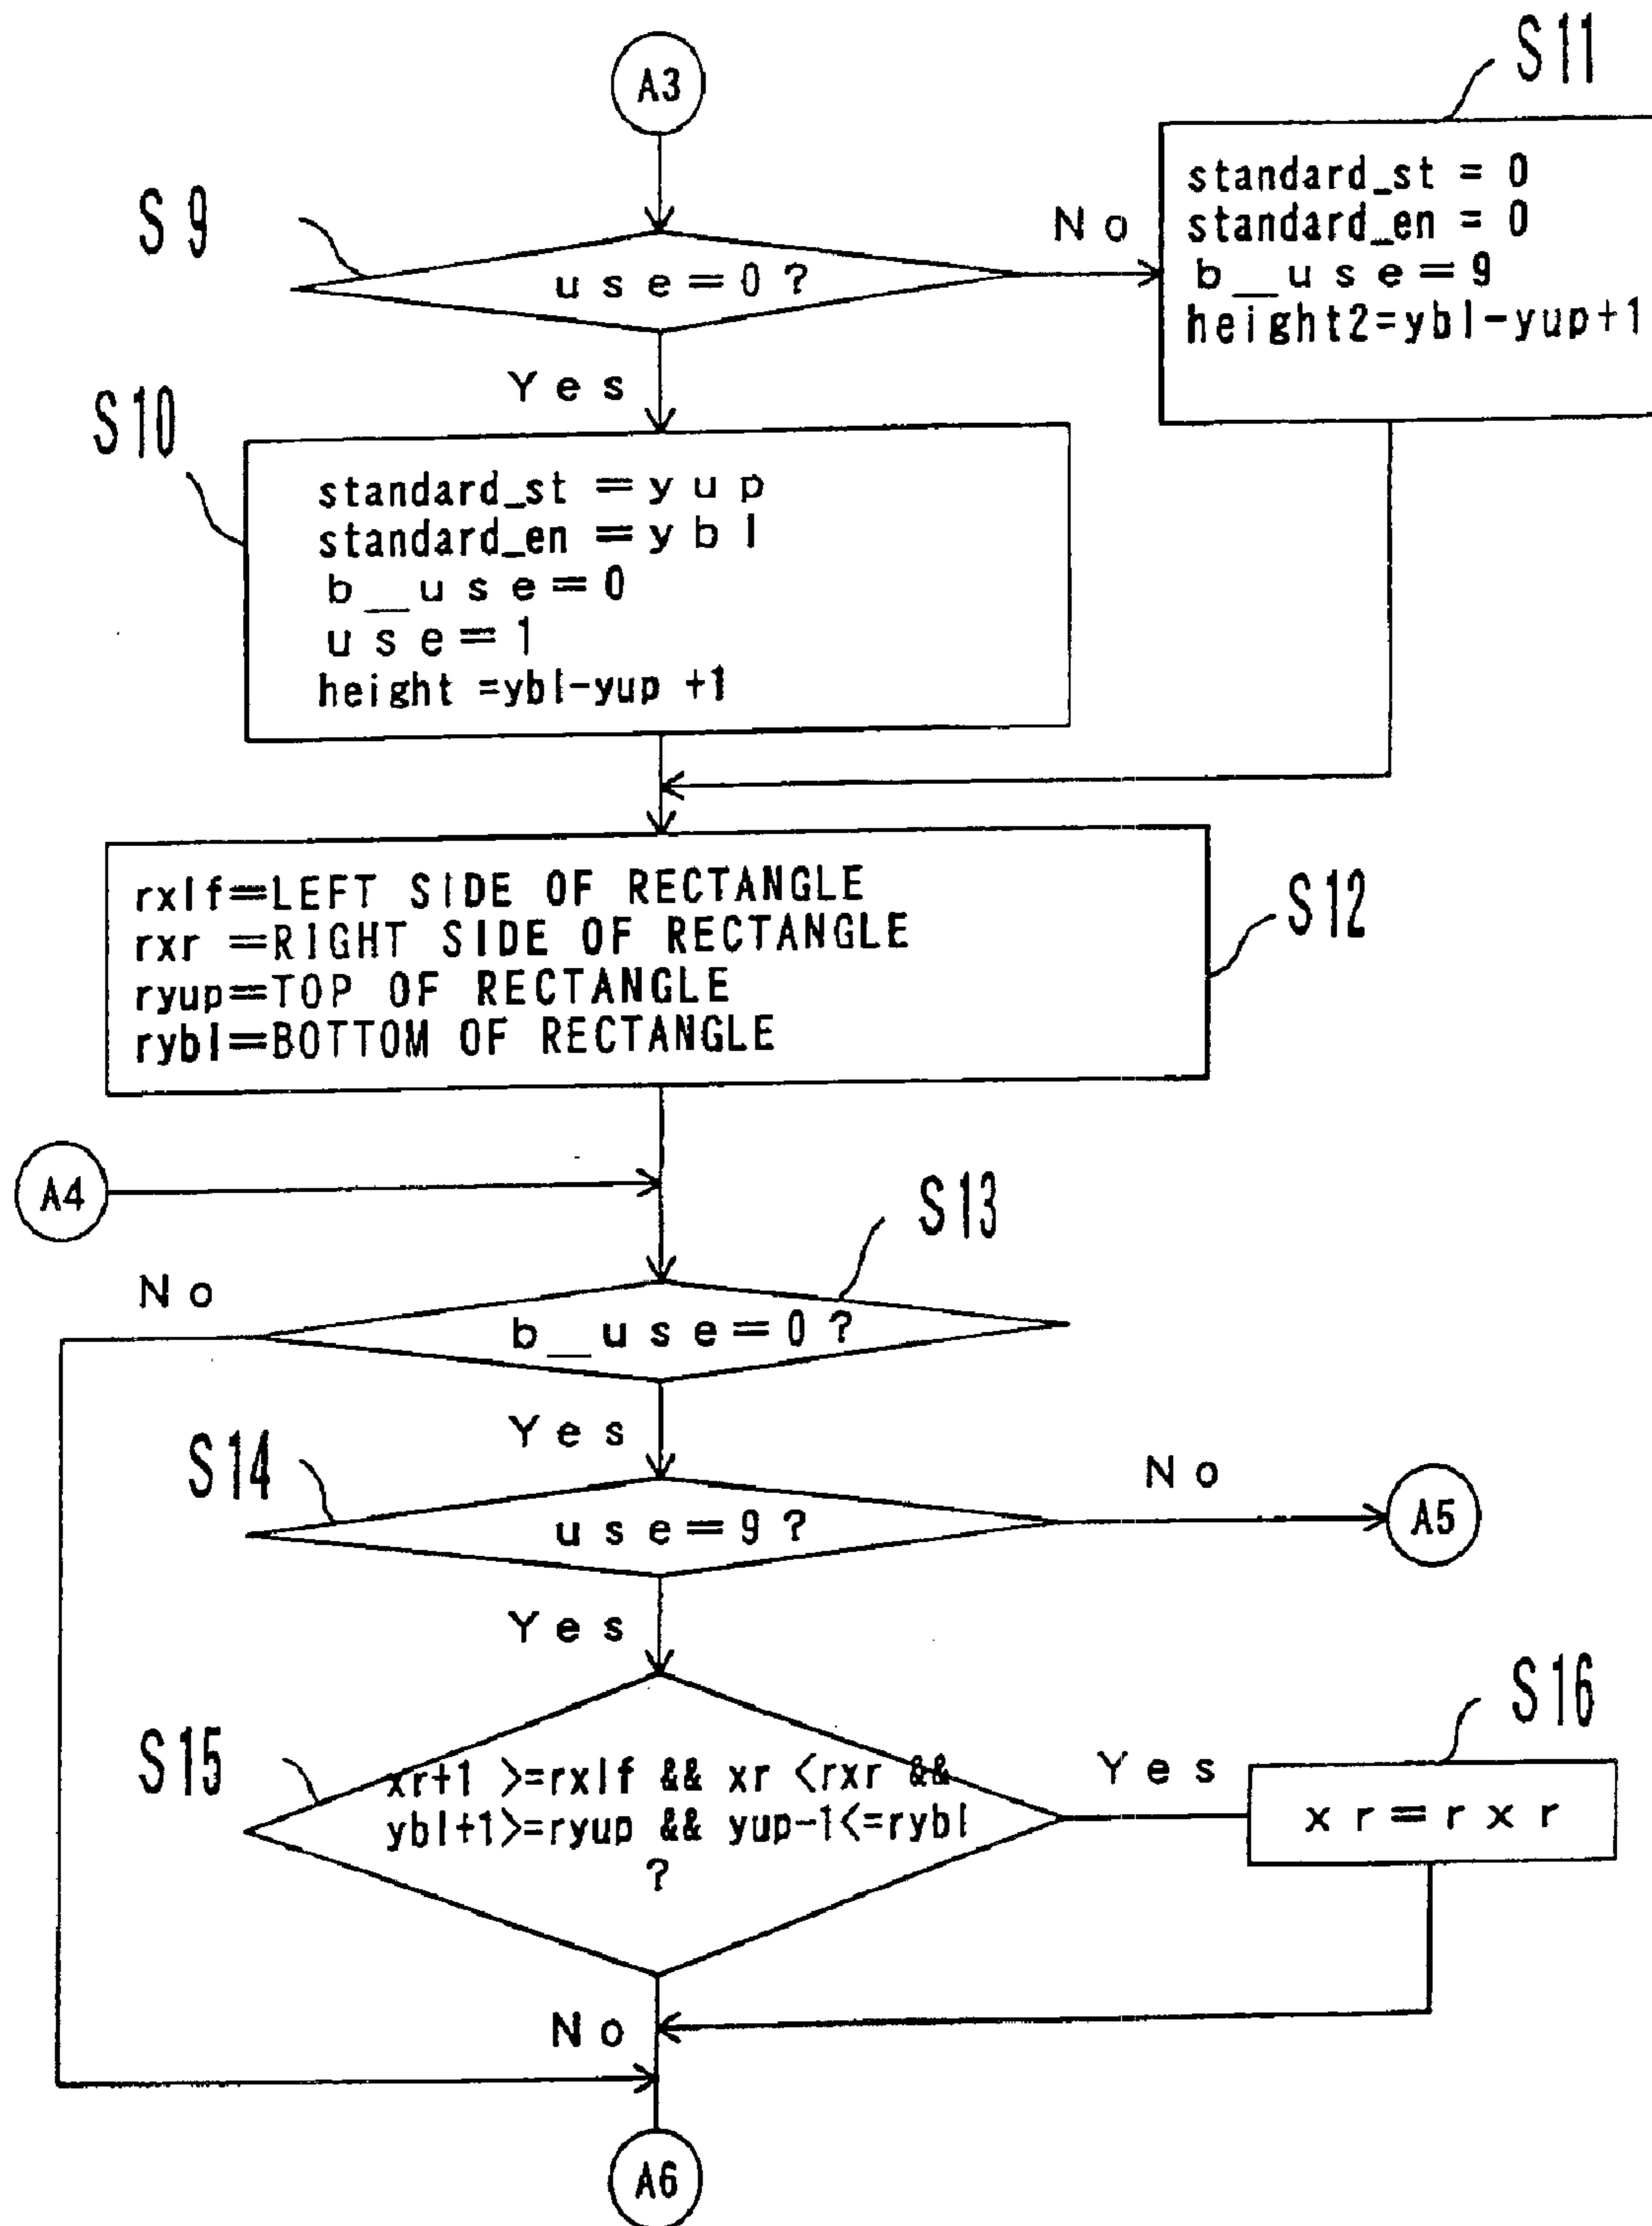 A3
S11
standard_st = 0
standard_en = 0
b_use=9
height2=ybl-yup+1
S9
use=0?
No
Yes
S10
standard_st =yup
standard_en =ybl
b_use=0
use=1
height =ybl-yup +1
rxlf=LEFT SIDE OF RECTANGLE
rxr =RIGHT SIDE OF RECTANGLE
ryup=TOP OF RECTANGLE
rybl=BOTTOM OF RECTANGLE
S12
A4
S13
No
b_use=0?
Yes
S14
use=9?
No
A5
Yes
S15
xr+1 >=rxlf && xr <rxr &&
ybl+1>=ryup && yup-1<=rybl
?
Yes
S16
xr=rxr
No
A6